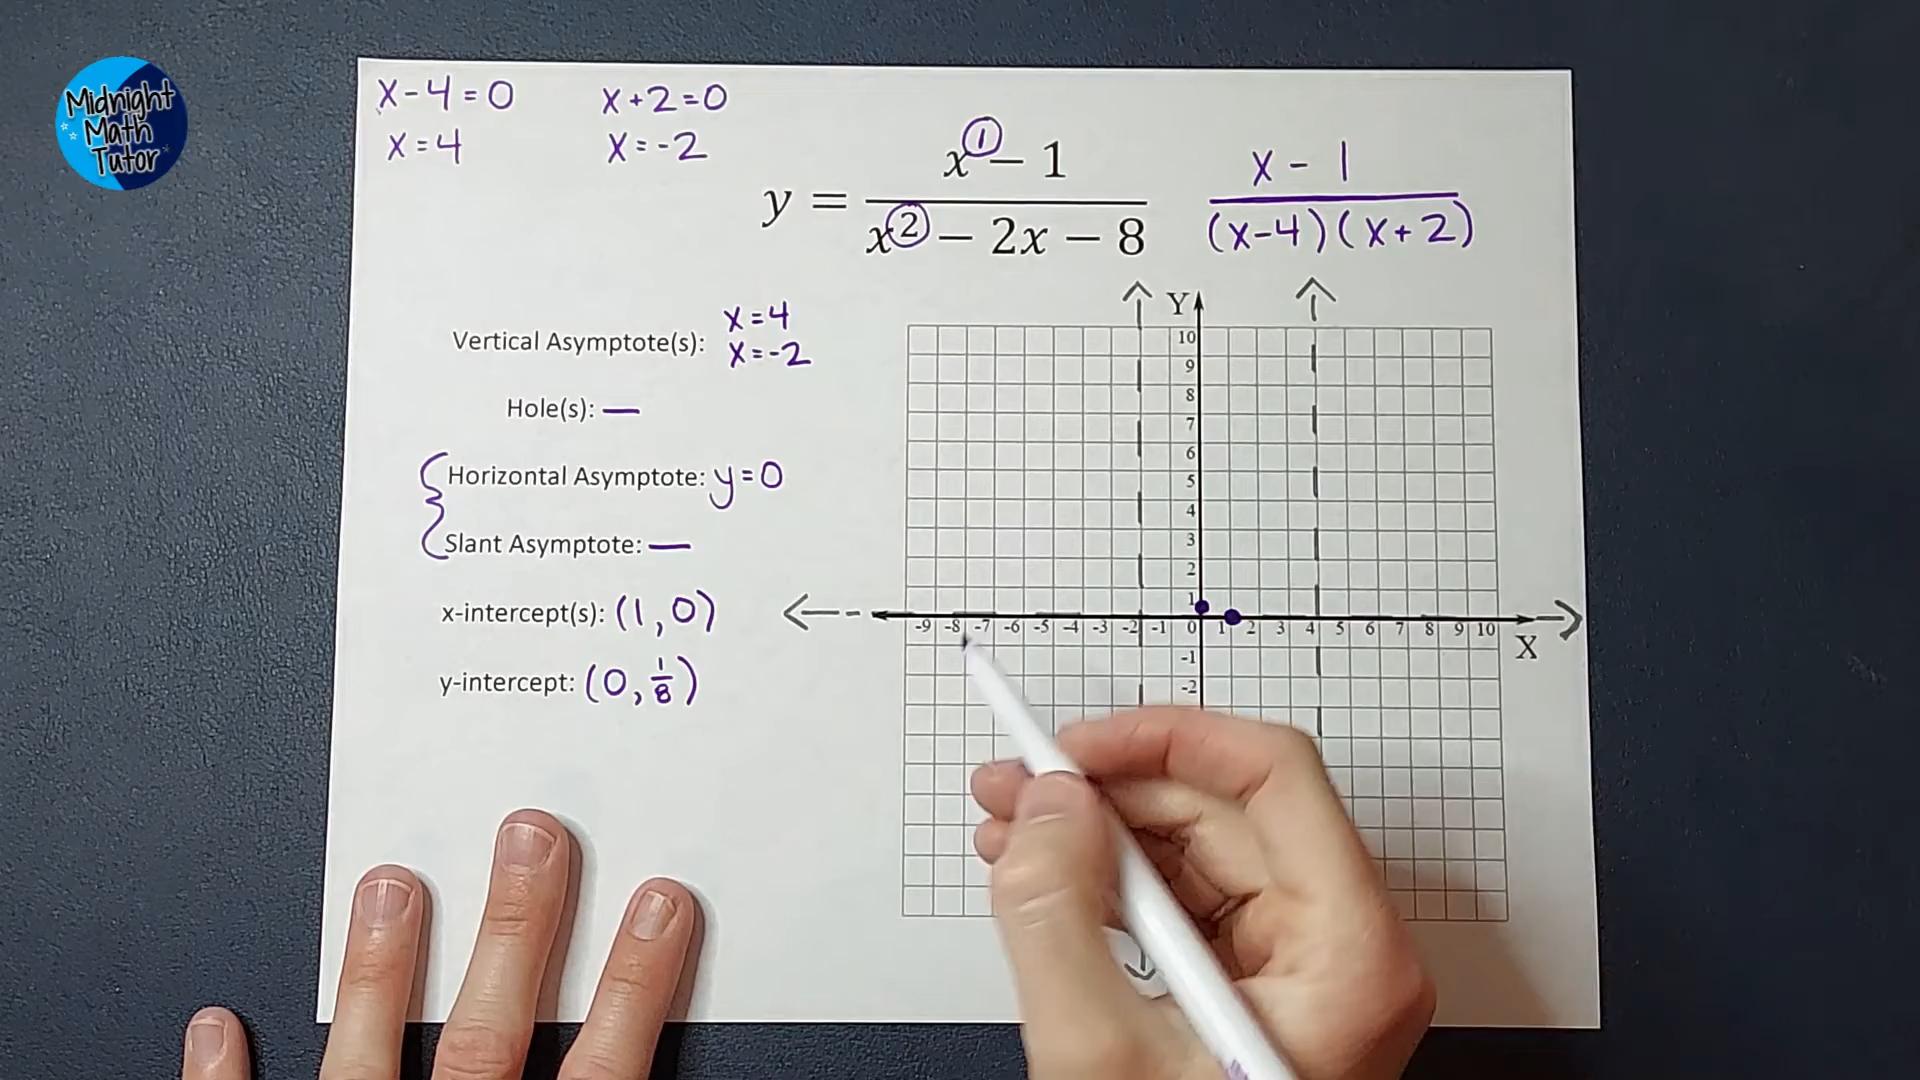 Midnight
Math
Tutor
x-4=0
x=4
x+2=0
x=-2
y = x^1 − 1 / x^2 − 2x − 8
x-1 / (x-4)(x+2)
Vertical Asymptote(s): x=4
x=-2
Hole(s): —
Horizontal Asymptote: y=0
Slant Asymptote: —
x-intercept(s): (1,0)
y-intercept: (0, 1/8)
Y
10
9
8
7
6
5
4
3
2
1
-9 -8 -7 -6 -5 -4 -3 -2 -1 0 1 2 3 4 5 6 7 8 9 10
X
-1
-2